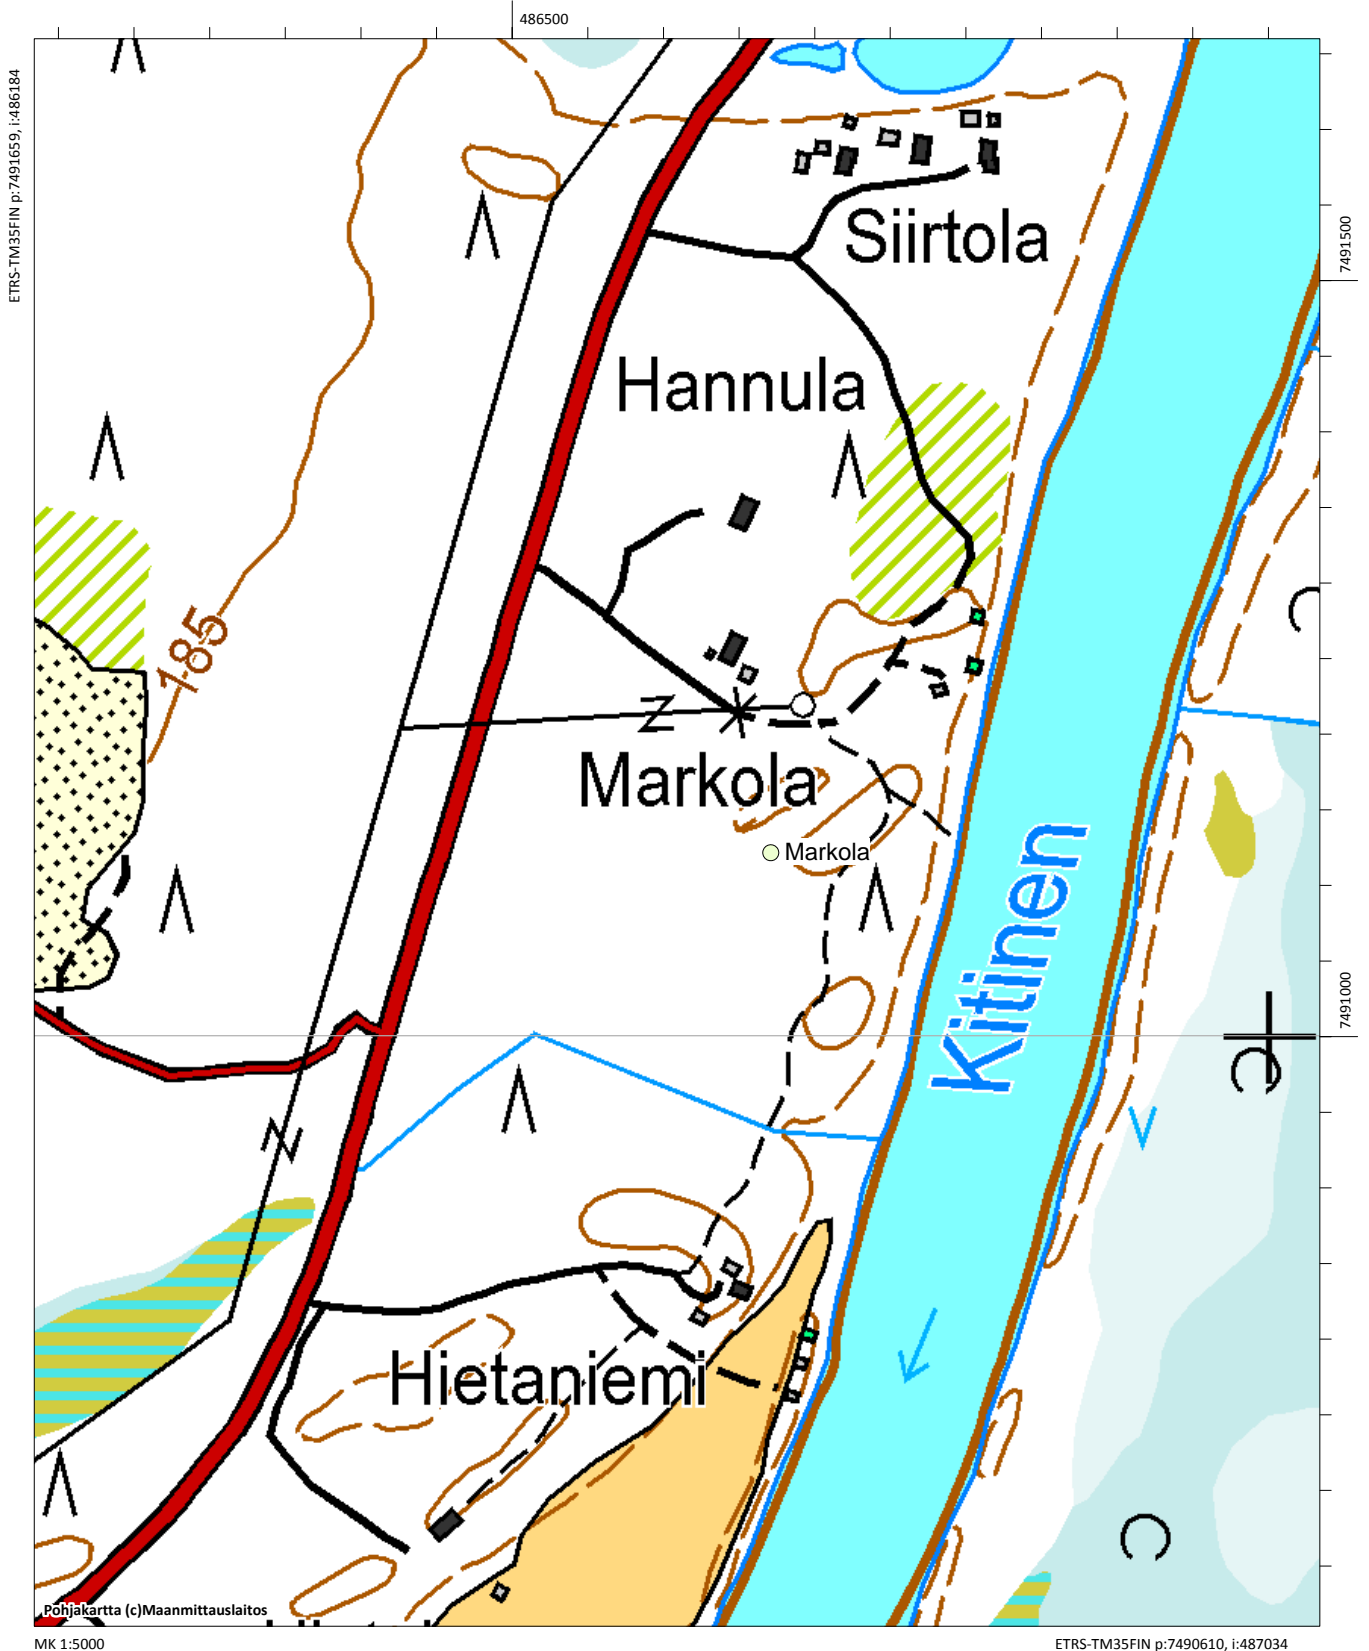 486500
ETRS-TM35FIN p:7491659, i:486184
Siirtola
7491500
Hannula
185
Markola
Markola
Kitinen
7491000
Hietaniemi
Pohjakartta (c)Maanmittauslaitos
MK 1:5000
ETRS-TM35FIN p:7490610, i:487034